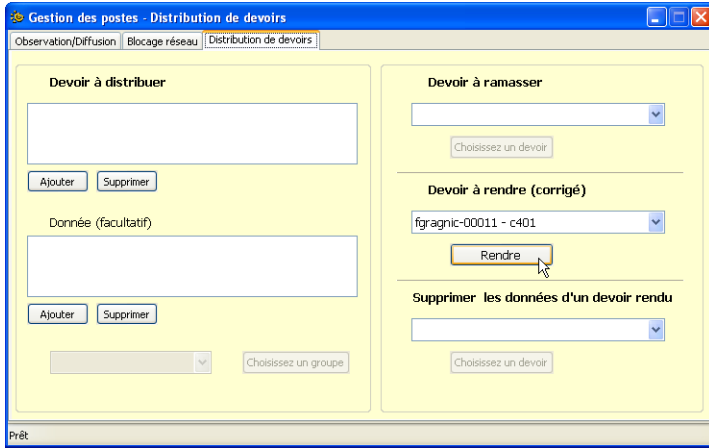 Gestion des postes - Distribution de devoirs
Observation/Diffusion Blocage réseau Distribution de devoirs
Devoir à distribuer
Ajouter Supprimer
Donnée (facultatif)
Ajouter Supprimer
Choisissez un groupe
Devoir à ramasser
Choisissez un devoir
Devoir à rendre (corrigé)
fgragnic-00011 - c401
Rendre
Supprimer les données d'un devoir rendu
Choisissez un devoir
Prêt